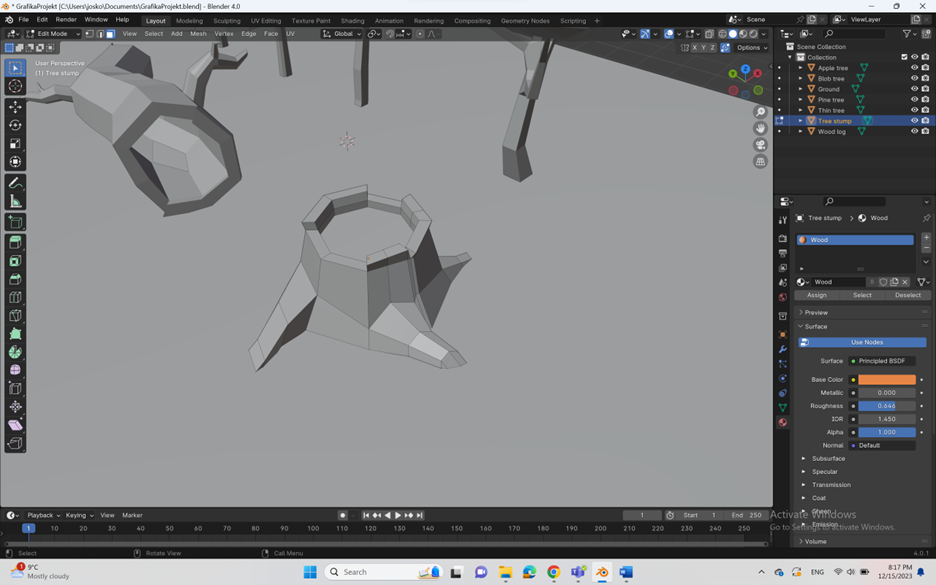 * GrafikaProjekt [C:\Users\josko\...GrafikaProjekt.blend] - Blender 4.0
File Edit Render Window Help Layout Modeling Sculpting UV Editing Texture Paint Shading Animation Rendering Compositing Geometry Nodes Scripting + Scene ViewLayer
Edit Mode View Select Add Mesh Vertex Edge Face UV Global
X Y Z Options
User Perspective
(1) Tree stump
Z
Y X
Scene Collection
Collection
Apple tree
Blob tree
Ground
Pine tree
Thin tree
Tree stump
Wood log
Tree stump > Wood
Wood
Wood 8
Assign Select Deselect
Preview
Surface
Use Nodes
Surface Principled BSDF
Base Color
Metallic 0.000
Roughness 0.646
IOR 1.450
Alpha 1.000
Normal Default
Subsurface
Specular
Transmission
Coat
Sheen
Emission
Volume
Activate Windows
Go to Settings to activate Windows.
Playback Keying View Marker 1 Start 1 End 250
1 10 20 30 40 50 60 70 80 90 100 110 120 130 140 150 160 170 180 190 200 210 220 230 240 250
Select Rotate View Call Menu 4.0.1
1 9°C
Mostly cloudy
Search
ENG
8:17 PM
12/15/2023